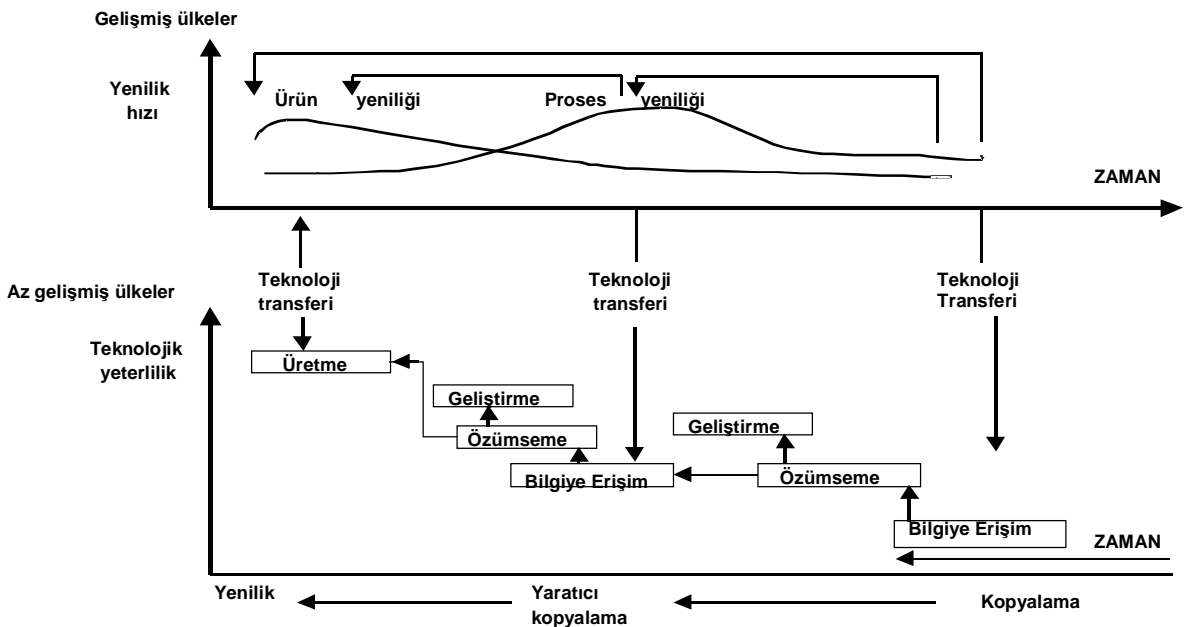 Gelişmiş ülkeler
Yenilik
hızı
Ürün yeniliği Proses yeniliği
ZAMAN
Teknoloji
transferi
Teknoloji
transferi
Teknoloji
Transferi
Az gelişmiş ülkeler
Teknolojik
yeterlilik
Üretme
Geliştirme
Özümseme
Bilgiye Erişim
Geliştirme
Özümseme
Bilgiye Erişim
ZAMAN
Yenilik
Yaratıcı
kopyalama
Kopyalama